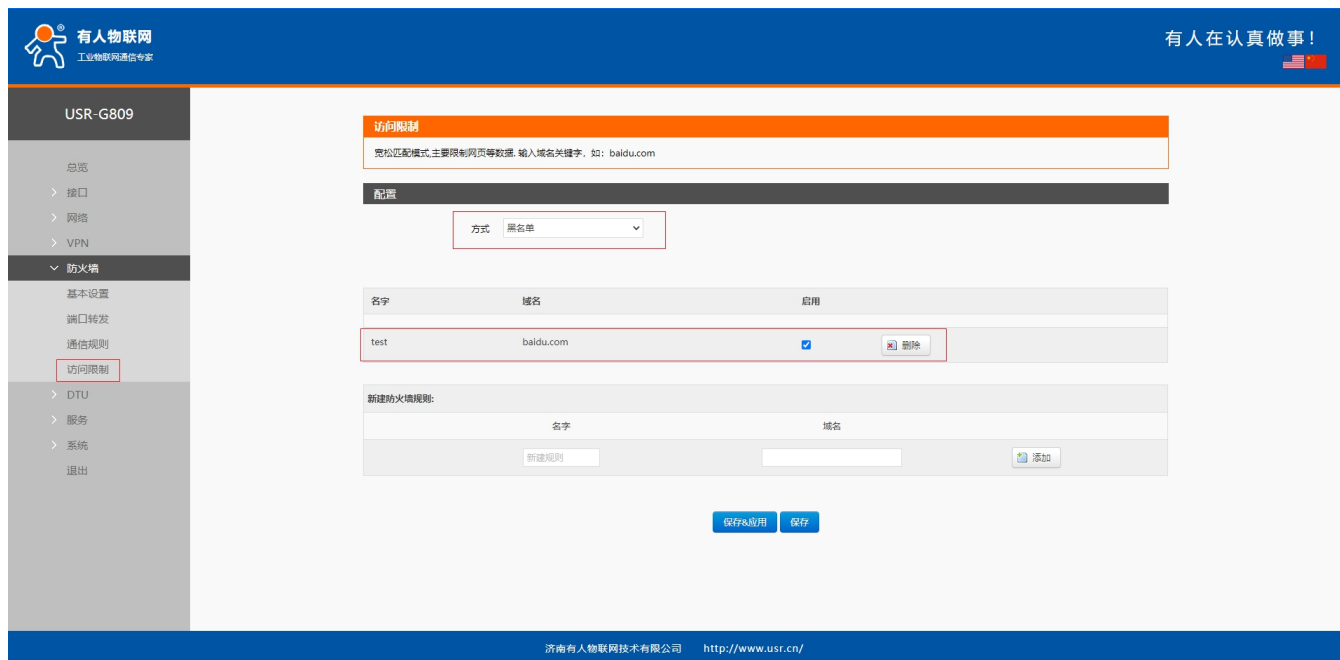 有人物联网
工业物联网通信专家
有人在认真做事！
USR-G809
总览
接口
网络
VPN
防火墙
基本设置
端口转发
通信规则
访问限制
DTU
服务
系统
退出
访问限制
宽松匹配模式,主要限制网页等数据. 输入域名关键字，如：baidu.com
配置
方式 黑名单
名字 域名 启用
test baidu.com 删除
新建防火墙规则:
名字 域名
新建规则 添加
保存&应用 保存
济南有人物联网技术有限公司 http://www.usr.cn/